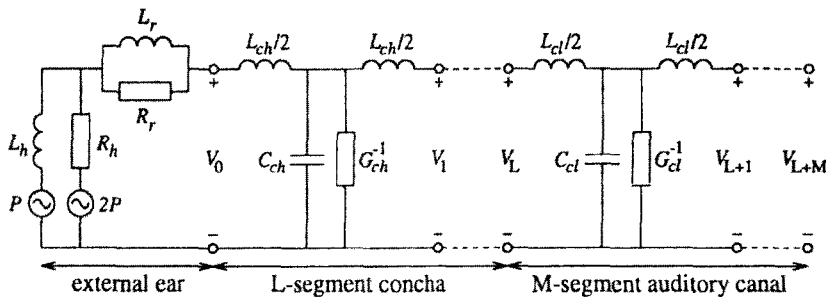 L_r
R_r
L_h
R_h
P
2P
+
V_0
−
L_ch/2
L_ch/2
C_ch
G_ch^-1
+
V_1
−
+
V_L
−
L_cl/2
L_cl/2
C_cl
G_cl^-1
+
V_L+1
−
+
V_L+M
−
external ear
L-segment concha
M-segment auditory canal